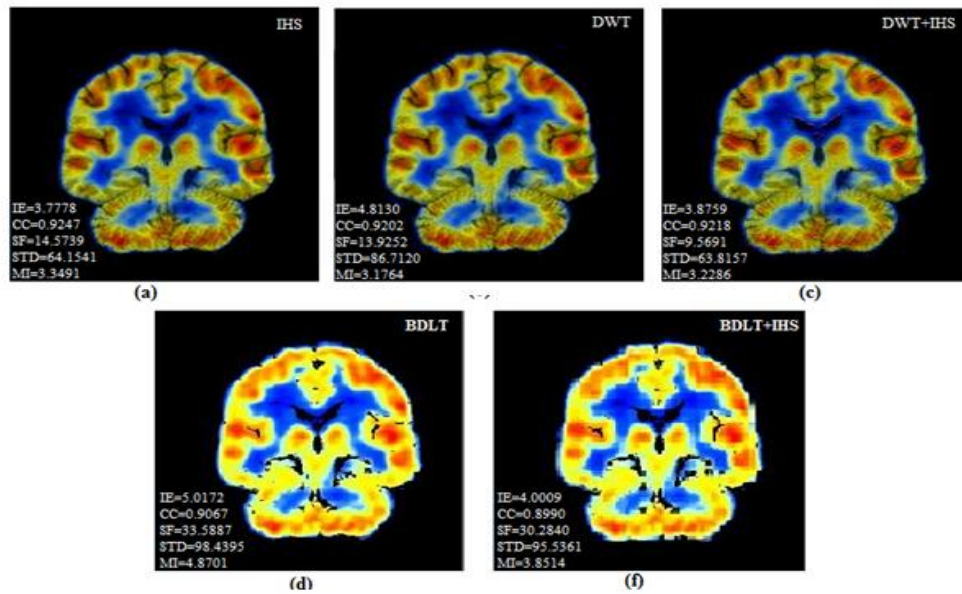 IHS
IE=3.7778
CC=0.9247
SF=14.5739
STD=64.1541
MI=3.3491
(a)
DWT
IE=4.8130
CC=0.9202
SF=13.9252
STD=86.7120
MI=3.1764
DWT+IHS
IE=3.8759
CC=0.9218
SF=9.5691
STD=63.8157
MI=3.2286
(c)
BDLT
IE=5.0172
CC=0.9067
SF=33.5887
STD=98.4395
MI=4.8701
(d)
BDLT+IHS
IE=4.0009
CC=0.8990
SF=30.2840
STD=95.5361
MI=3.8514
(f)